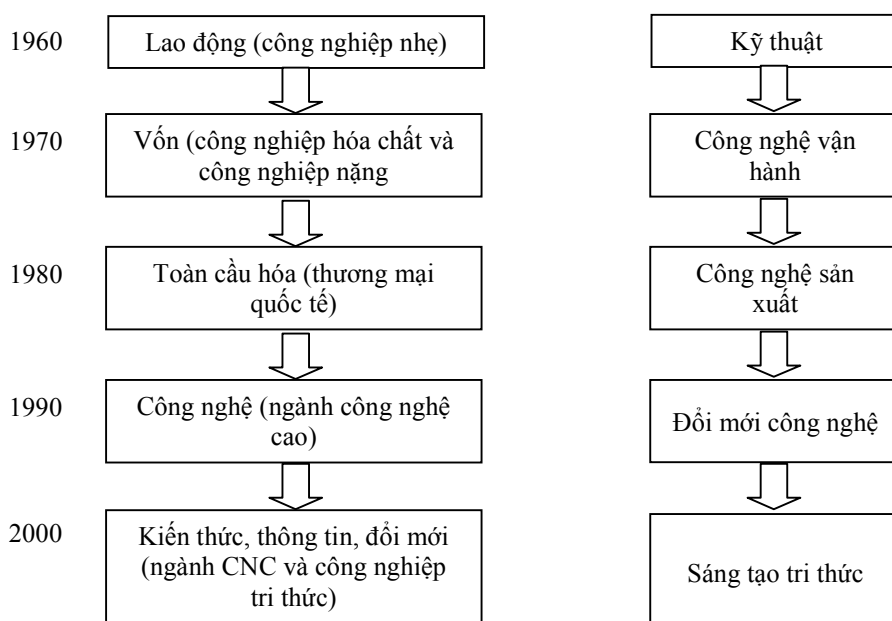 1960
Lao động (công nghiệp nhẹ)
Kỹ thuật
1970
Vốn (công nghiệp hóa chất và
công nghiệp nặng
Công nghệ vận
hành
1980
Toàn cầu hóa (thương mại
quốc tế)
Công nghệ sản
xuất
1990
Công nghệ (ngành công nghệ
cao)
Đổi mới công nghệ
2000
Kiến thức, thông tin, đổi mới
(ngành CNC và công nghiệp
tri thức)
Sáng tạo tri thức